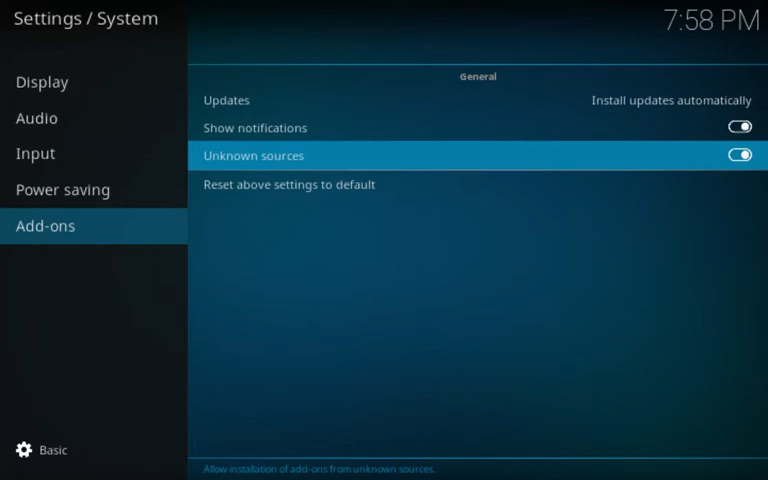 Settings / System
7:58 PM
Display
Audio
Input
Power saving
Add-ons
Basic
General
Updates Install updates automatically
Show notifications
Unknown sources
Reset above settings to default
Allow installation of add-ons from unknown sources.